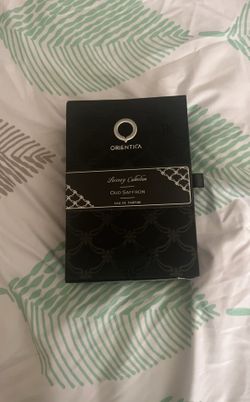 ORIENTICA
Luxury Collection
OUD SAFFRON
EAU DE PARFUM